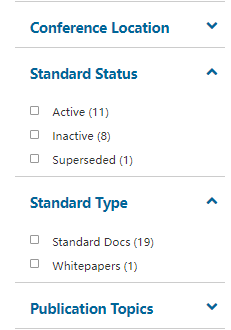 Conference Location
Standard Status
Active (11)
Inactive (8)
Superseded (1)
Standard Type
Standard Docs (19)
Whitepapers (1)
Publication Topics